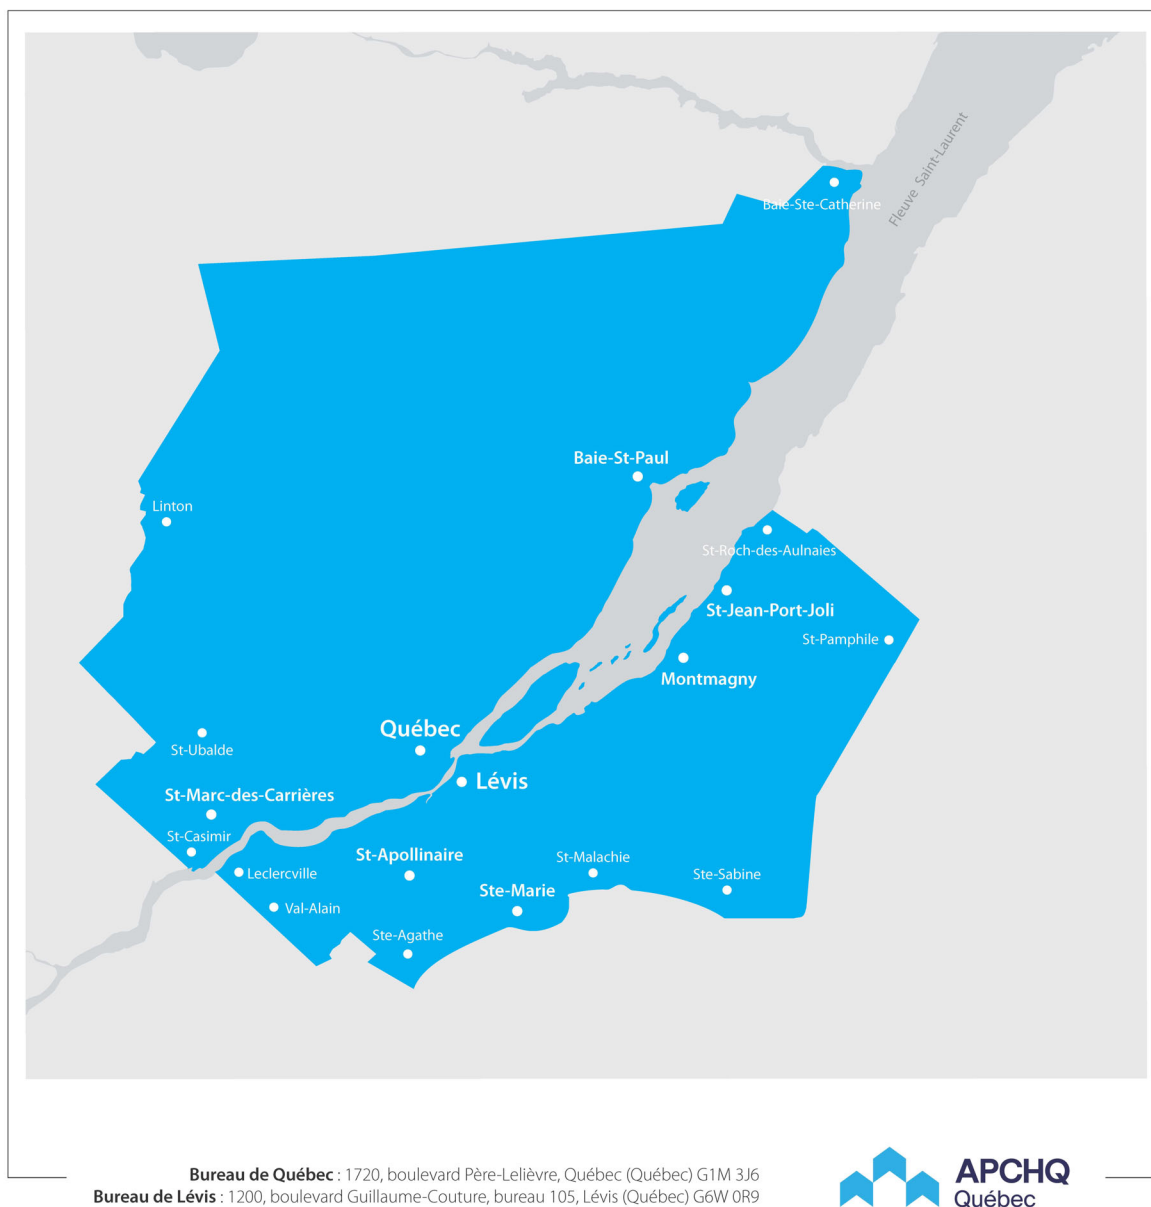 Fleuve Saint-Laurent
Baie-Ste-Catherine
Baie-St-Paul
Linton
St-Roch-des-Aulnaies
St-Jean-Port-Joli
St-Pamphile
Montmagny
Québec
St-Ubalde
Lévis
St-Marc-des-Carrières
St-Casimir
St-Apollinaire
St-Malachie
Leclercville
Ste-Sabine
Ste-Marie
Val-Alain
Ste-Agathe
Bureau de Québec : 1720, boulevard Père-Lelièvre, Québec (Québec) G1M 3J6
Bureau de Lévis : 1200, boulevard Guillaume-Couture, bureau 105, Lévis (Québec) G6W 0R9
APCHQ
Québec